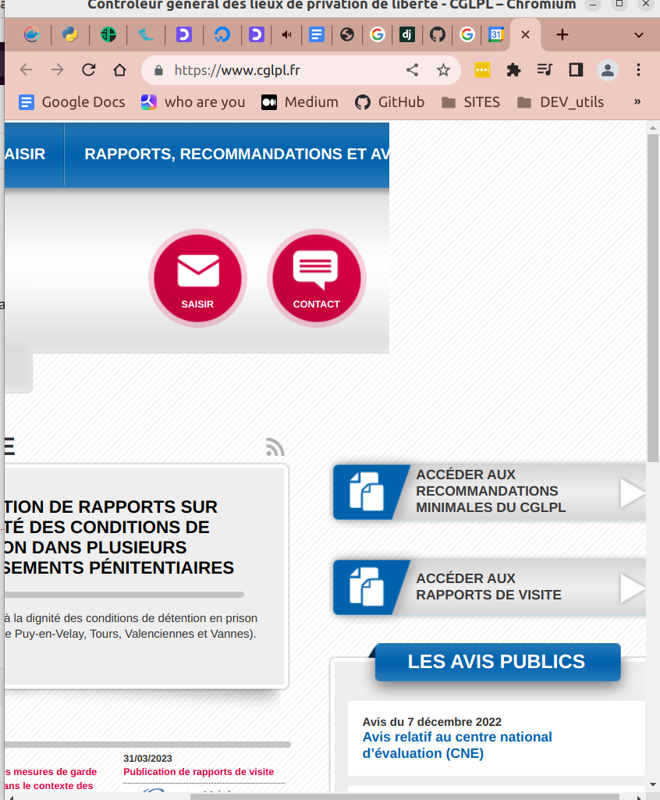 Contrôleur général des lieux de privation de liberté - CGLPL – Chromium
https://www.cglpl.fr
Google Docs
who are you
Medium
GitHub
SITES
DEV_utils
»
AISIR
RAPPORTS, RECOMMANDATIONS ET AV
SAISIR
CONTACT
E
TION DE RAPPORTS SUR
TÉ DES CONDITIONS DE
ON DANS PLUSIEURS
SEMENTS PÉNITENTIAIRES
à la dignité des conditions de détention en prison
e Puy-en-Velay, Tours, Valenciennes et Vannes).
ACCÉDER AUX
RECOMMANDATIONS
MINIMALES DU CGLPL
ACCÉDER AUX
RAPPORTS DE VISITE
LES AVIS PUBLICS
Avis du 7 décembre 2022
Avis relatif au centre national
d'évaluation (CNE)
s mesures de garde
ans le contexte des
31/03/2023
Publication de rapports de visite